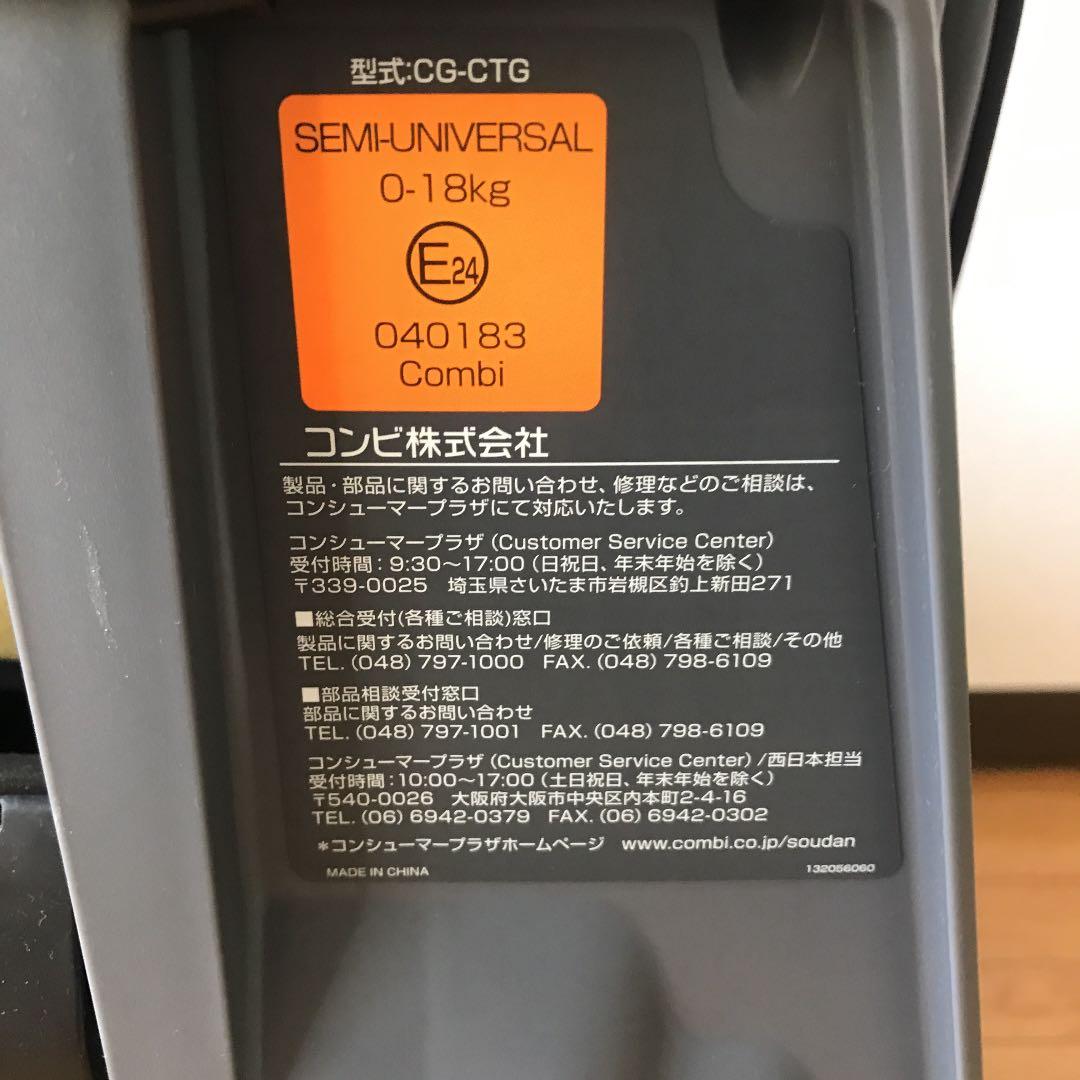 型式:CG-CTG
SEMI-UNIVERSAL
0-18kg
E24
040183
Combi
コンビ株式会社
製品・部品に関するお問い合わせ、修理などのご相談は、
コンシューマープラザにて対応いたします。
コンシューマープラザ(Customer Service Center)
受付時間:9:30〜17:00(日祝日、年末年始を除く)
〒339-0025 埼玉県さいたま市岩槻区釣上新田271
■総合受付(各種ご相談)窓口
製品に関するお問い合わせ/修理のご依頼/各種ご相談/その他
TEL.(048)797-1000 FAX.(048)798-6109
■部品相談受付窓口
部品に関するお問い合わせ
TEL.(048)797-1001 FAX.(048)798-6109
コンシューマープラザ(Customer Service Center)/西日本担当
受付時間:10:00〜17:00(土日祝日、年末年始を除く)
〒540-0026 大阪府大阪市中央区内本町2-4-16
TEL.(06)6942-0379 FAX.(06)6942-0302
*コンシューマープラザホームページ www.combi.co.jp/soudan
MADE IN CHINA 132056060